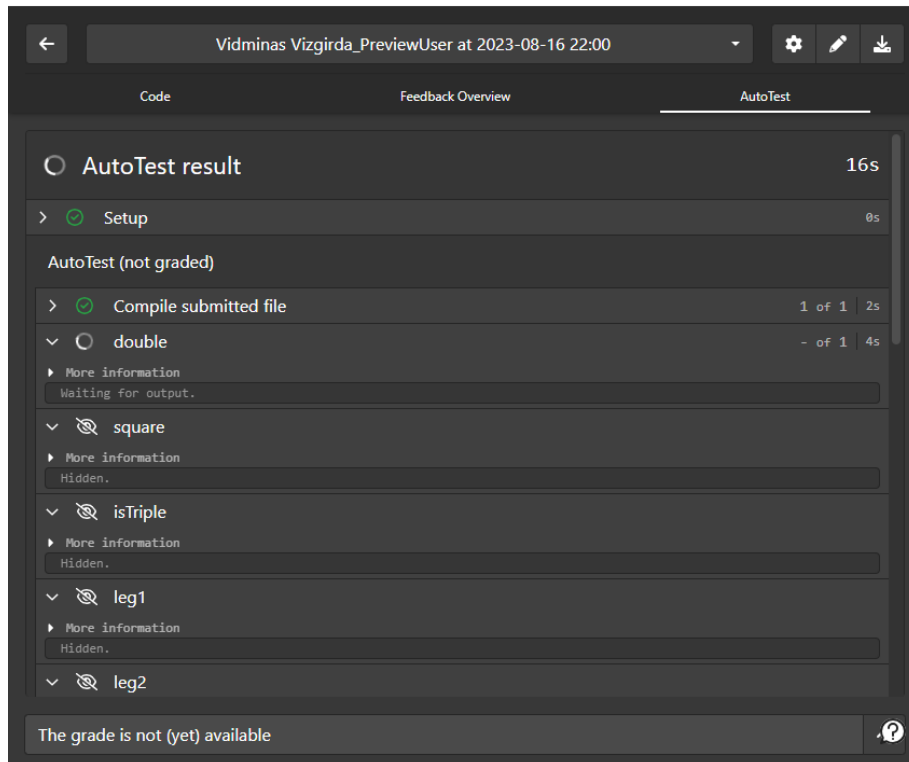 Vidminas Vizgirda_PreviewUser at 2023-08-16 22:00
Code Feedback Overview AutoTest
AutoTest result 16s
Setup 0s
AutoTest (not graded)
Compile submitted file 1 of 1 2s
double - of 1 4s
More information
Waiting for output.
square
More information
Hidden.
isTriple
More information
Hidden.
leg1
More information
Hidden.
leg2
The grade is not (yet) available